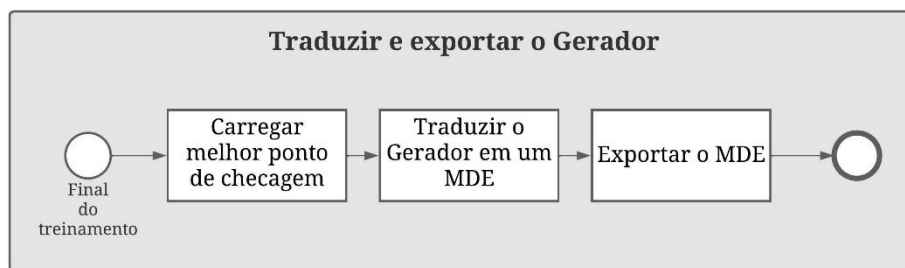 Traduzir e exportar o Gerador
Carregar
melhor ponto
de checagem
Traduzir o
Gerador em um
MDE
Exportar o MDE
Final
do
treinamento